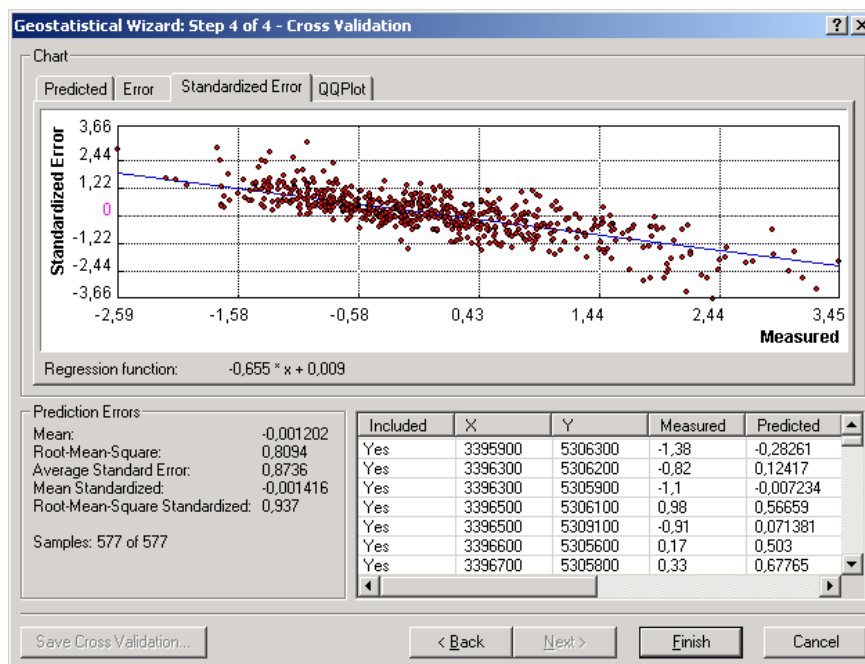 Geostatistical Wizard: Step 4 of 4 - Cross Validation
Chart
Predicted Error Standardized Error QQPlot
Standardized Error
3,66
2,44
1,22
0
-1,22
-2,44
-3,66
-2,59 -1,58 -0,58 0,43 1,44 2,44 3,45
Measured
Regression function: -0,655 * x + 0,009
Prediction Errors
Mean: -0,001202
Root-Mean-Square: 0,8094
Average Standard Error: 0,8736
Mean Standardized: -0,001416
Root-Mean-Square Standardized: 0,937
Samples: 577 of 577
Included X Y Measured Predicted
Yes 3395900 5306300 -1,38 -0,28261
Yes 3396300 5306200 -0,82 0,12417
Yes 3396300 5305900 -1,1 -0,007234
Yes 3396500 5306100 0,98 0,56659
Yes 3396500 5309100 -0,91 0,071381
Yes 3396600 5305600 0,17 0,503
Yes 3396700 5305800 0,33 0,67765
Save Cross Validation... < Back Next > Finish Cancel